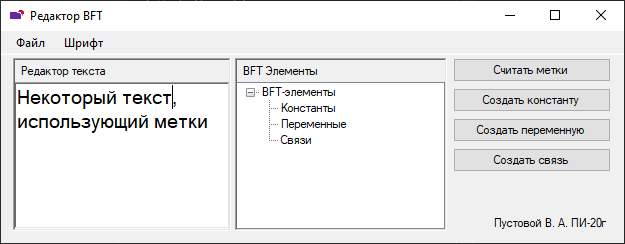 Редактор BFT
Файл Шрифт
Редактор текста
Некоторый текст,
использующий метки
BFT Элементы
BFT-элементы
Константы
Переменные
Связи
Считать метки
Создать константу
Создать переменную
Создать связь
Пустовой В. А. ПИ-20г